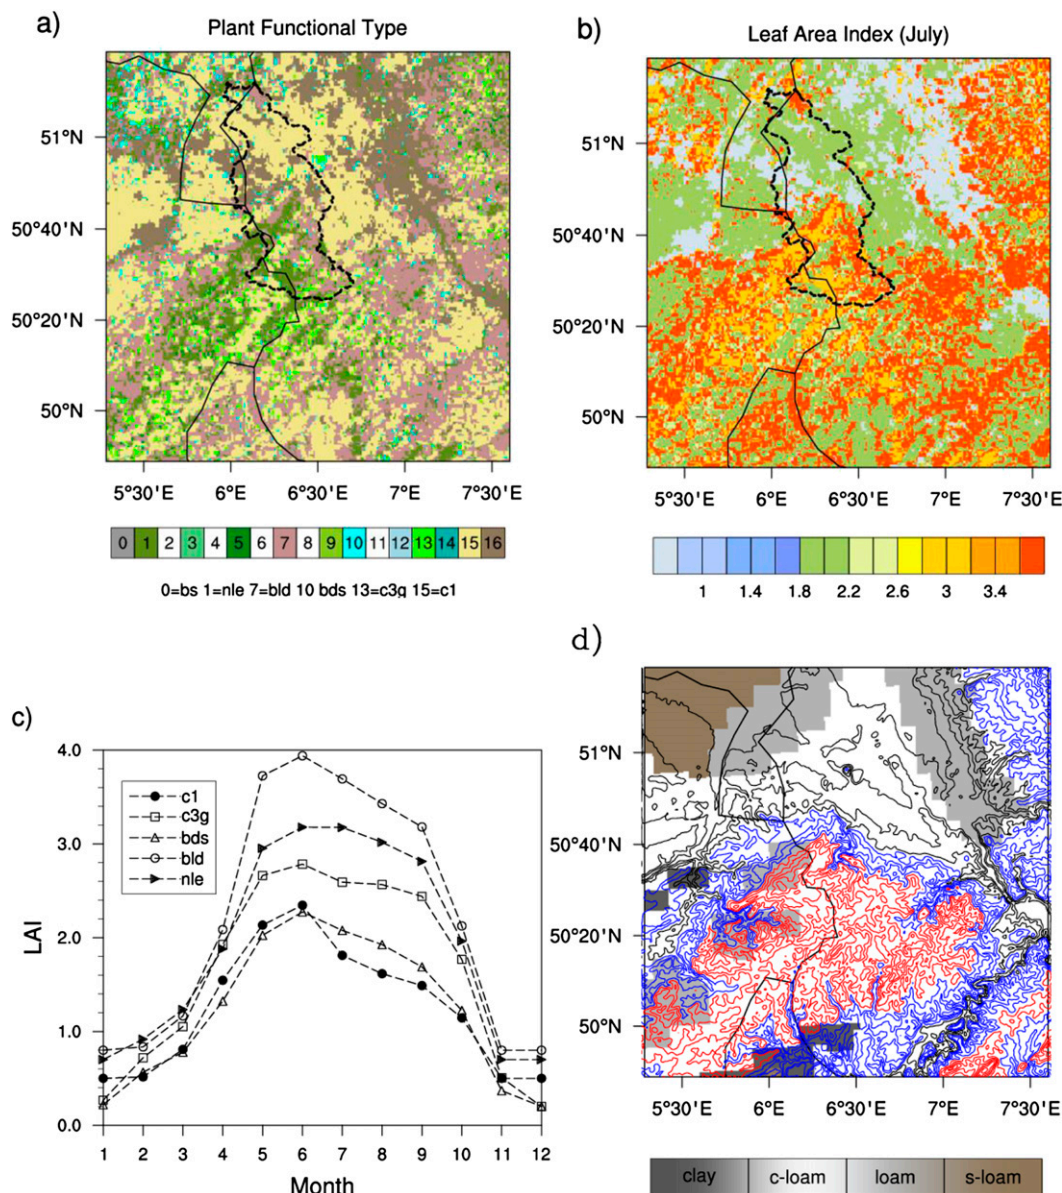 a)
Plant Functional Type
51°N
50°40'N
50°20'N
50°N
5°30'E 6°E 6°30'E 7°E 7°30'E
0 1 2 3 4 5 6 7 8 9 10 11 12 13 14 15 16
0=bs 1=nle 7=bld 10 bds 13=c3g 15=c1
b)
Leaf Area Index (July)
51°N
50°40'N
50°20'N
50°N
5°30'E 6°E 6°30'E 7°E 7°30'E
1 1.4 1.8 2.2 2.6 3 3.4
c)
4.0
3.0
2.0
1.0
0.0
LAI
c1
c3g
bds
bld
nle
1 2 3 4 5 6 7 8 9 10 11 12
Month
d)
51°N
50°40'N
50°20'N
50°N
5°30'E 6°E 6°30'E 7°E 7°30'E
clay c-loam loam s-loam